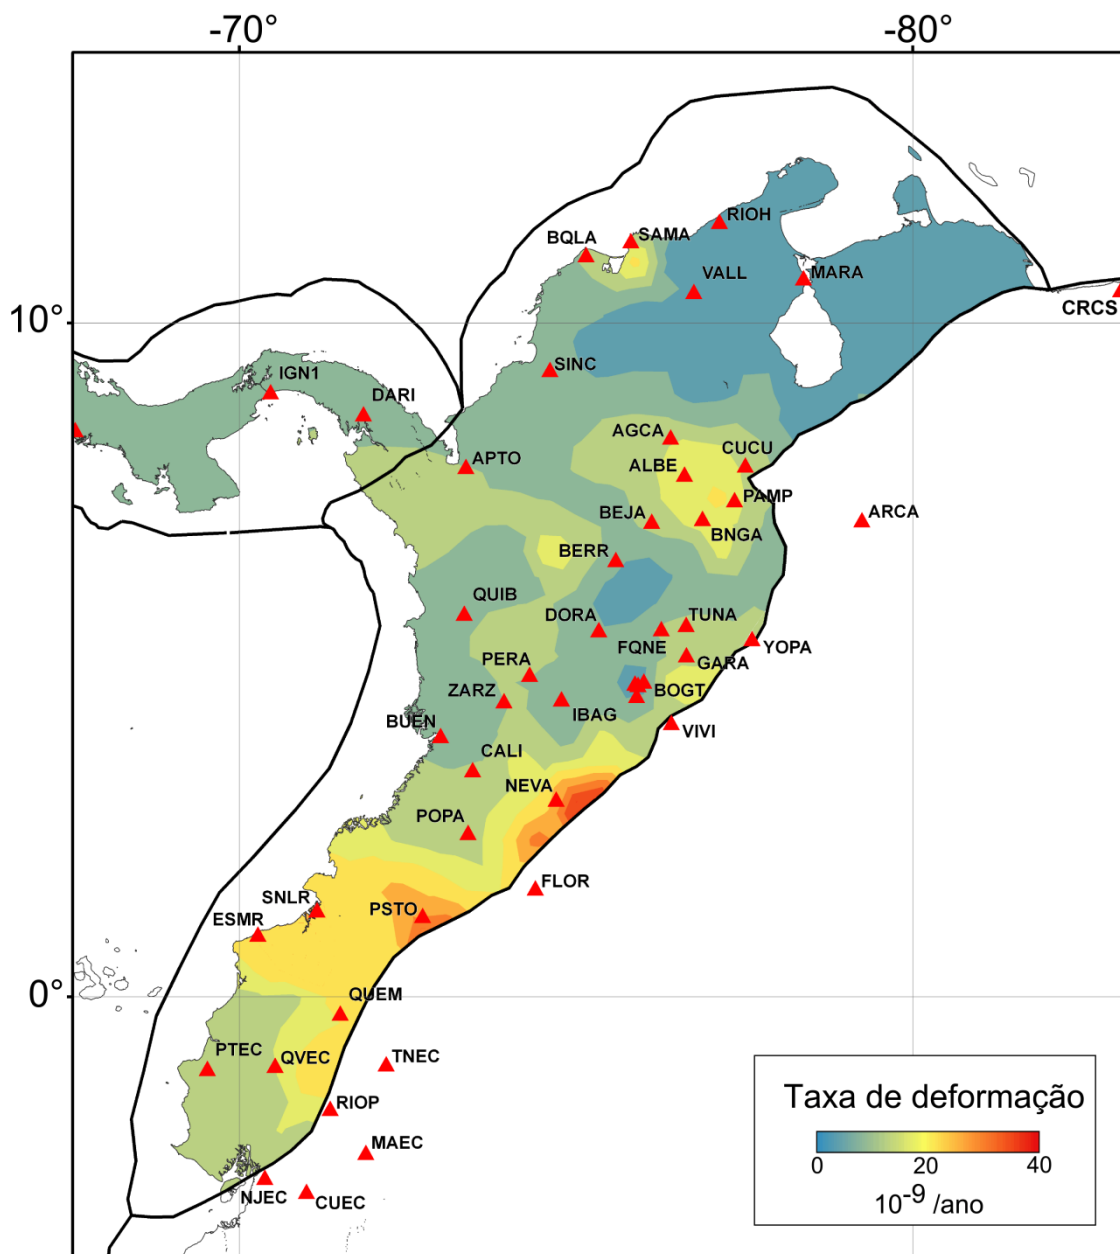 -70° -80°
RIOH
SAMA
BQLA
VALL
MARA
CRCS
10°
SINC
IGN1
DARI
AGCA
CUCU
APTO
ALBE
PAMP
BEJA
ARCA
BNGA
BERR
QUIB
DORA
TUNA
FQNE
YOPA
PERA
GARA
ZARZ
BOGT
IBAG
BUEN
VIVI
CALI
NEVA
POPA
FLOR
SNLR
PSTO
ESMR
0°
QUEM
PTEC
QVEC
TNEC
RIOP
MAEC
NJEC
CUEC
Taxa de deformação
0 20 40
10-9 /ano